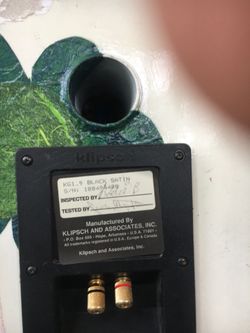 klipsch
KG1.5 BLACK SATIN
S/N:
INSPECTED BY
TESTED BY
Manufactured By
KLIPSCH AND ASSOCIATES, INC.
P.O. Box 688 • Hope, Arkansas • U.S.A. 71801
All trademarks registered in U.S.A., Europe & Canada
Klipsch and Associates, Inc.